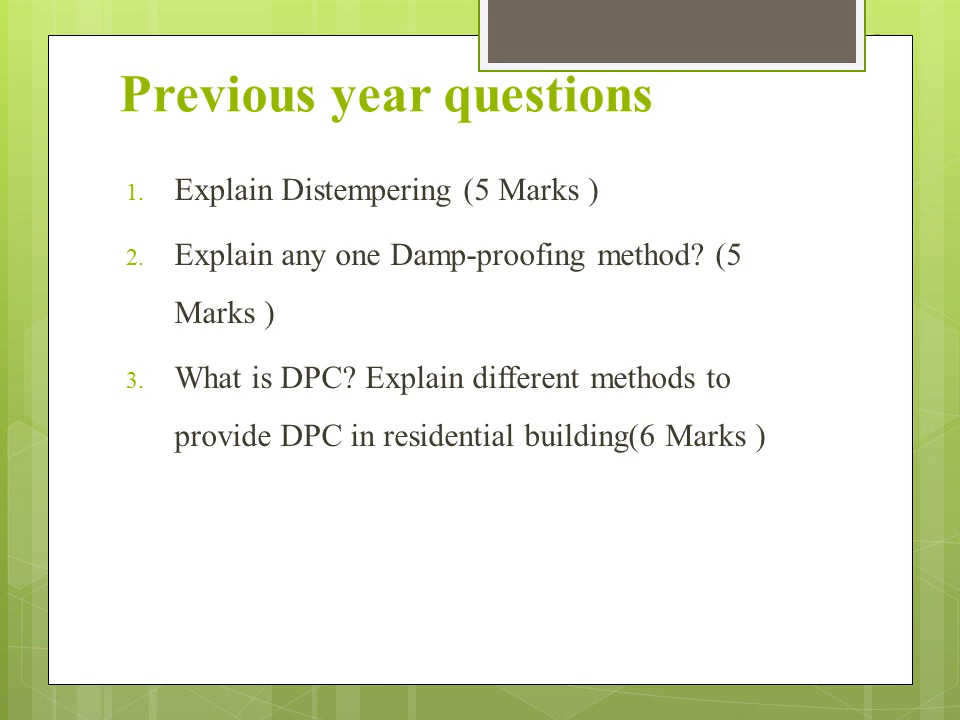 Previous year questions
1. Explain Distempering (5 Marks )
2. Explain any one Damp-proofing method? (5
Marks )
3. What is DPC? Explain different methods to
provide DPC in residential building(6 Marks )